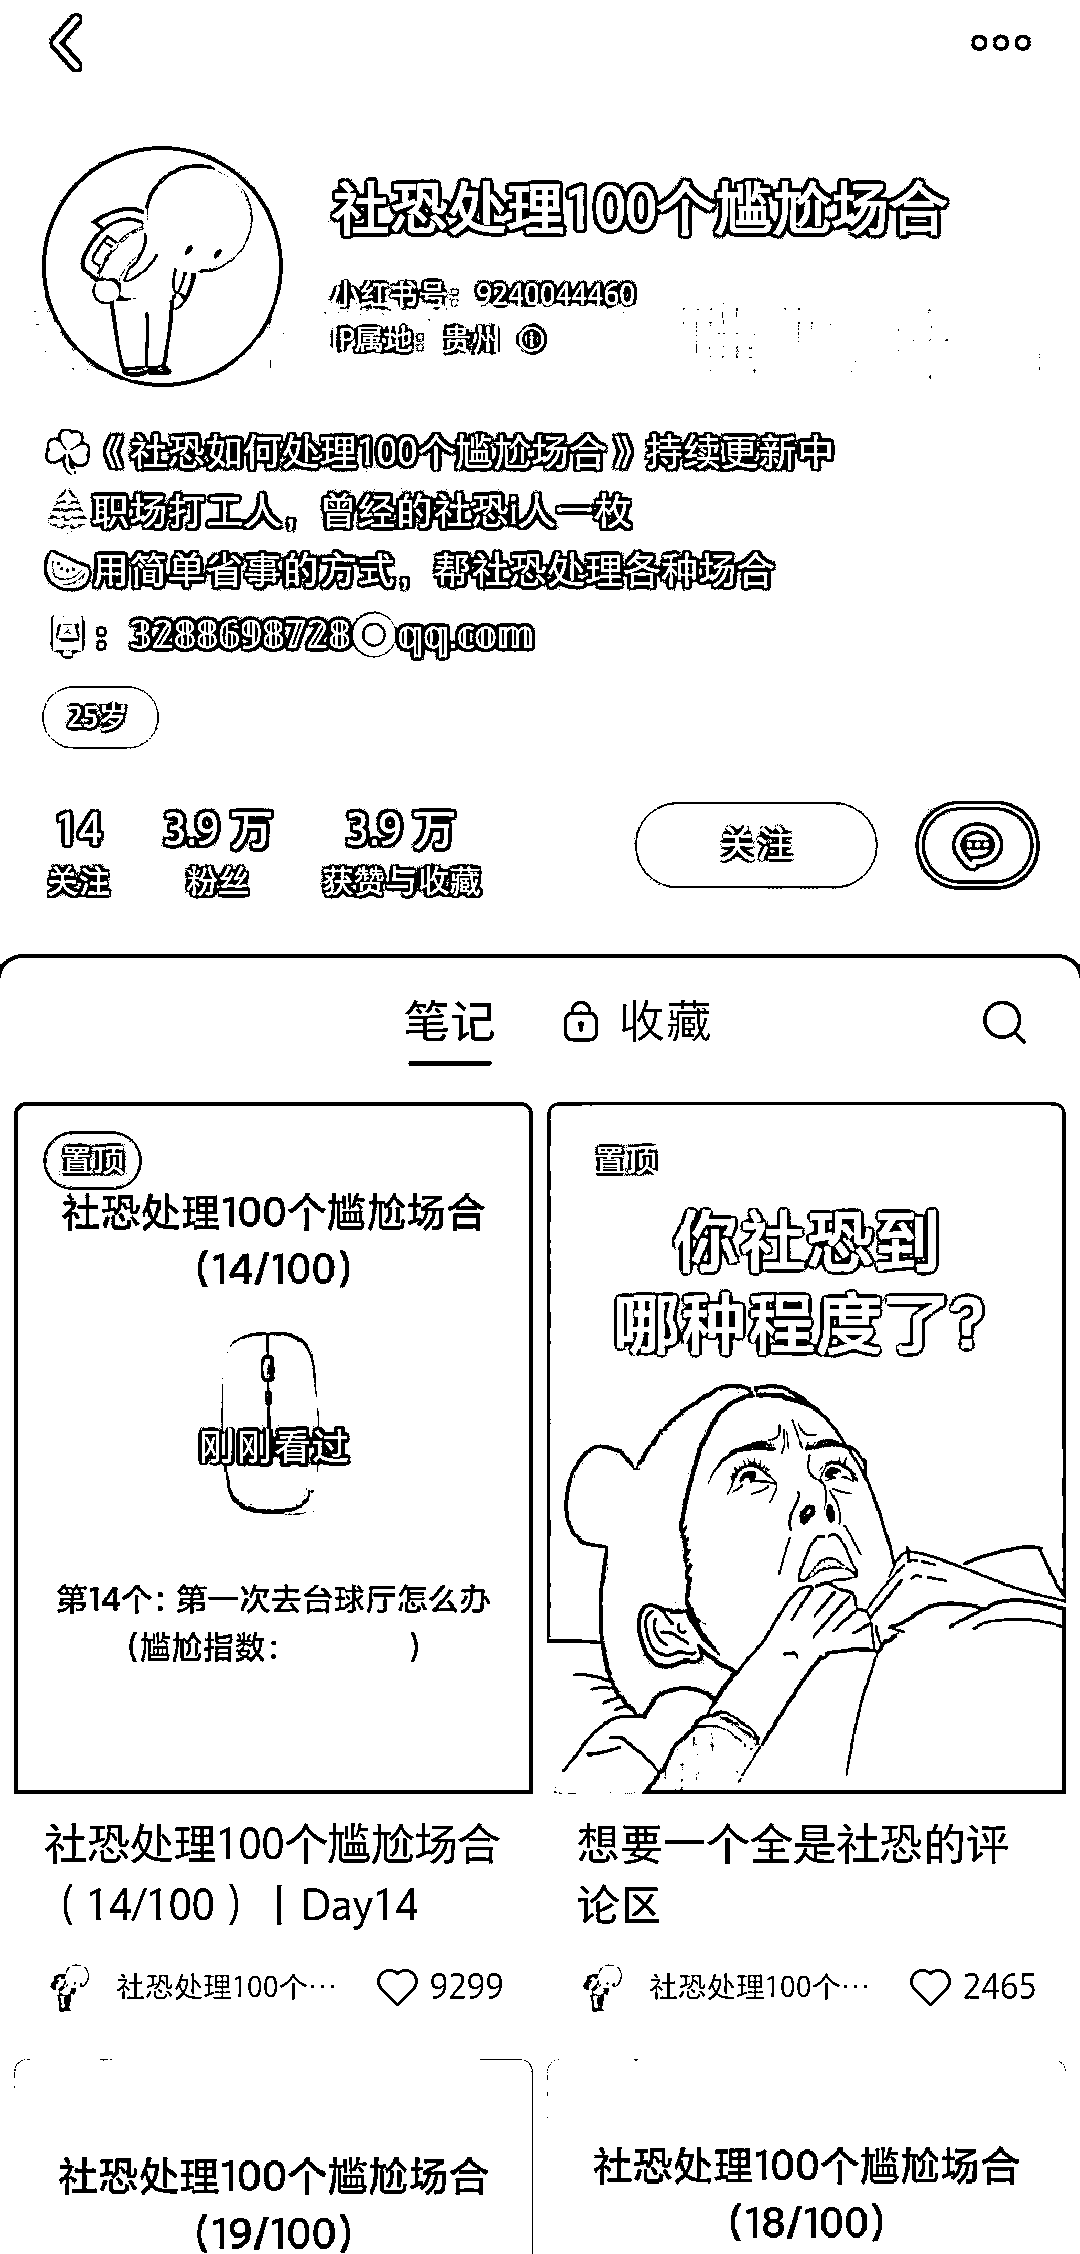 社恐处理100个尴尬场合
小红书号：9240044460
IP属地：贵州
《社恐如何处理100个尴尬场合》持续更新中
职场打工人，曾经的社恐i人一枚
用简单省事的方式，帮社恐处理各种场合
：3288698728@qq.com
25岁
14 3.9万 3.9万
关注 粉丝 获赞与收藏
关注
笔记 收藏
置顶
社恐处理100个尴尬场合
（14/100）
刚刚看过
第14个：第一次去台球厅怎么办
（尴尬指数： ）
社恐处理100个尴尬场合
（14/100）｜Day14
社恐处理100个… 9299
置顶
你社恐到
哪种程度了？
想要一个全是社恐的评
论区
社恐处理100个… 2465
社恐处理100个尴尬场合
（19/100）
社恐处理100个尴尬场合
（18/100）